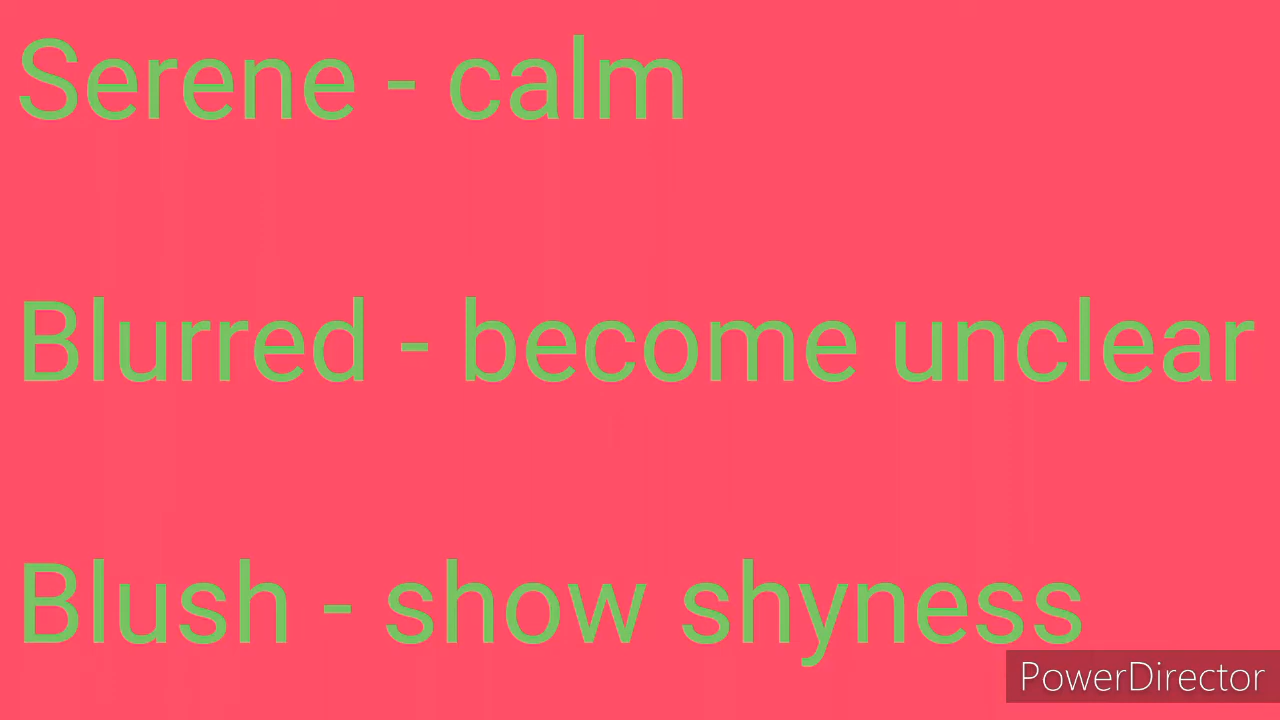 Serene - calm
Blurred - become unclear
Blush - show shyness
PowerDirector